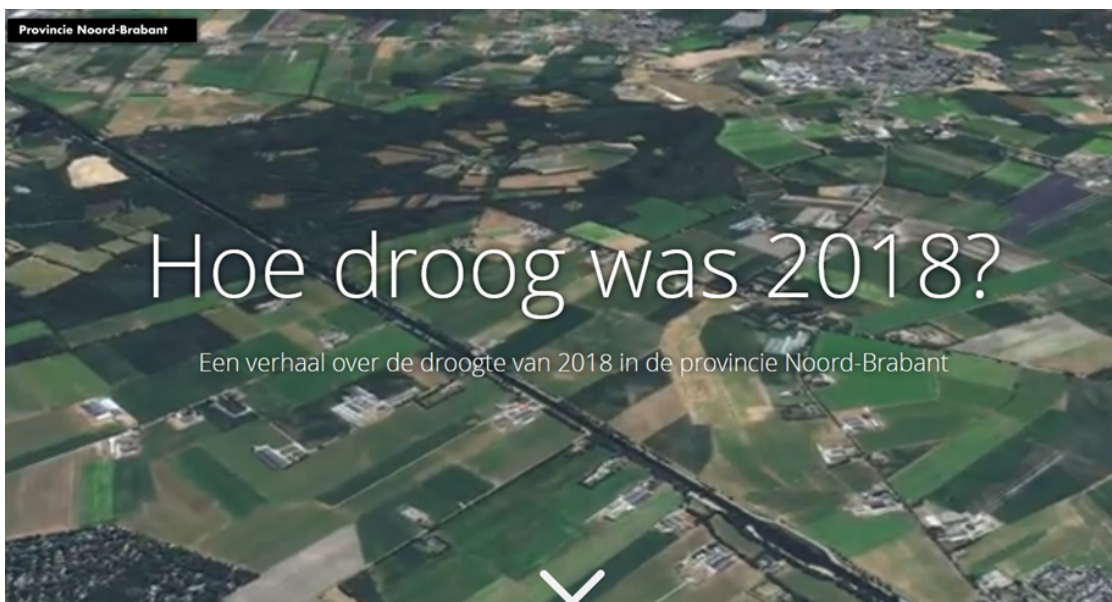 Provincie Noord-Brabant
Hoe droog was 2018?
Een verhaal over de droogte van 2018 in de provincie Noord-Brabant